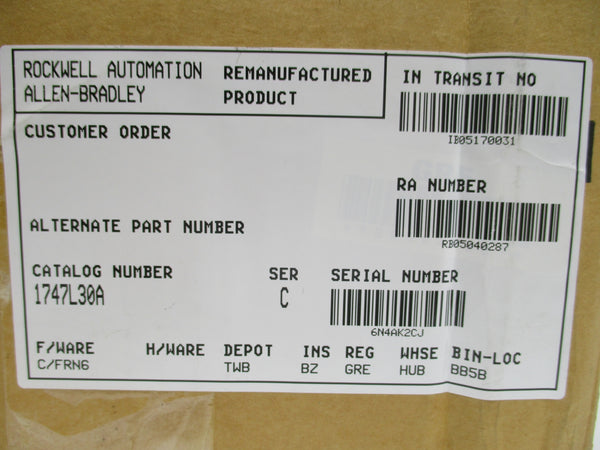 ROCKWELL AUTOMATION
ALLEN-BRADLEY
REMANUFACTURED
PRODUCT
IN TRANSIT NO
IB05170031
CUSTOMER ORDER
RA NUMBER
RB05040287
ALTERNATE PART NUMBER
CATALOG NUMBER SER SERIAL NUMBER
1747L30A C
6N4AK2CJ
F/WARE H/WARE DEPOT INS REG WHSE BIN-LOC
C/FRN6 TWB BZ GRE HUB BB5B